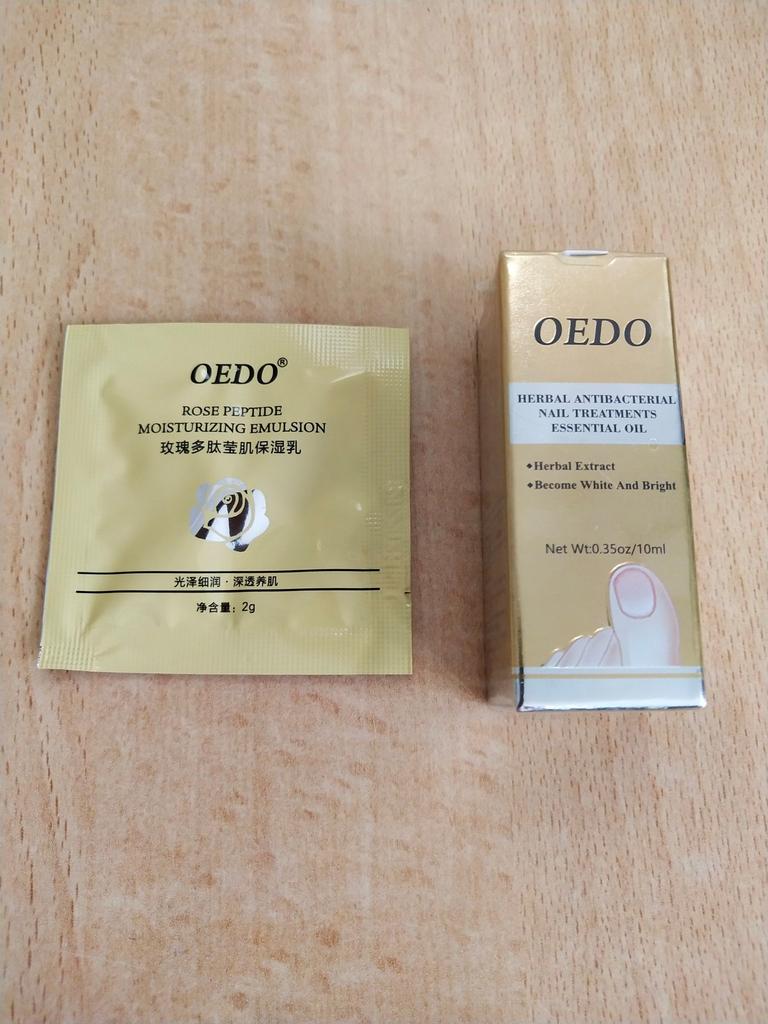 OEDO®
ROSE PEPTIDE
MOISTURIZING EMULSION
玫瑰多肽莹肌保湿乳
光泽细润·深透养肌
净含量: 2g
OEDO
HERBAL ANTIBACTERIAL
NAIL TREATMENTS
ESSENTIAL OIL
◆Herbal Extract
◆Become White And Bright
Net Wt:0.35oz/10ml